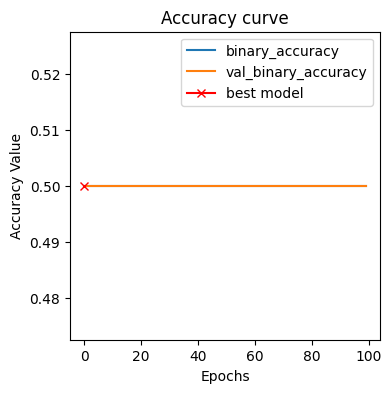 Accuracy curve
binary_accuracy
val_binary_accuracy
best model
Accuracy Value
0.52
0.51
0.50
0.49
0.48
0
20
40
60
80
100
Epochs